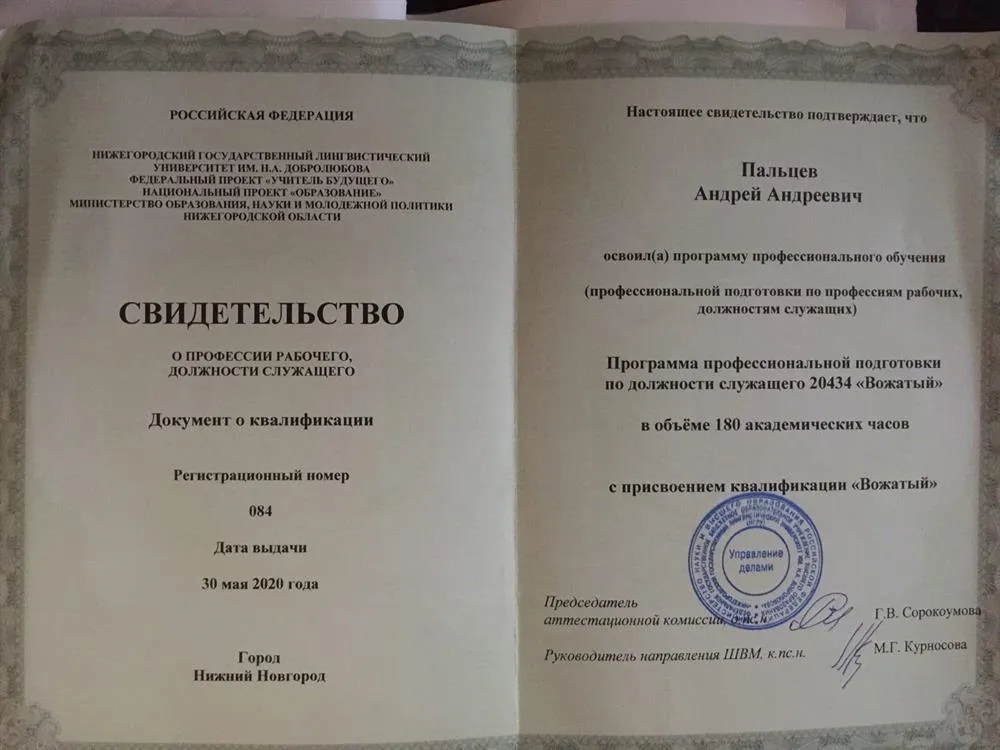 РОССИЙСКАЯ ФЕДЕРАЦИЯ
НИЖЕГОРОДСКИЙ ГОСУДАРСТВЕННЫЙ ЛИНГВИСТИЧЕСКИЙ
УНИВЕРСИТЕТ ИМ. Н.А. ДОБРОЛЮБОВА
ФЕДЕРАЛЬНЫЙ ПРОЕКТ «УЧИТЕЛЬ БУДУЩЕГО»
НАЦИОНАЛЬНЫЙ ПРОЕКТ «ОБРАЗОВАНИЕ»
МИНИСТЕРСТВО ОБРАЗОВАНИЯ, НАУКИ И МОЛОДЕЖНОЙ ПОЛИТИКИ
НИЖЕГОРОДСКОЙ ОБЛАСТИ
СВИДЕТЕЛЬСТВО
О ПРОФЕССИИ РАБОЧЕГО,
ДОЛЖНОСТИ СЛУЖАЩЕГО
Документ о квалификации
Регистрационный номер
084
Дата выдачи
30 мая 2020 года
Город
Нижний Новгород
Настоящее свидетельство подтверждает, что
Пальцев
Андрей Андреевич
освоил(а) программу профессионального обучения
(профессиональной подготовки по профессиям рабочих,
должностям служащих)
Программа профессиональной подготовки
по должности служащего 20434 «Вожатый»
в объёме 180 академических часов
с присвоением квалификации «Вожатый»
Управление
делами
Председатель
аттестационной комиссии, Г.В. Сорокоумова
Руководитель направления ШВМ, к.пс.н. М.Г. Курносова